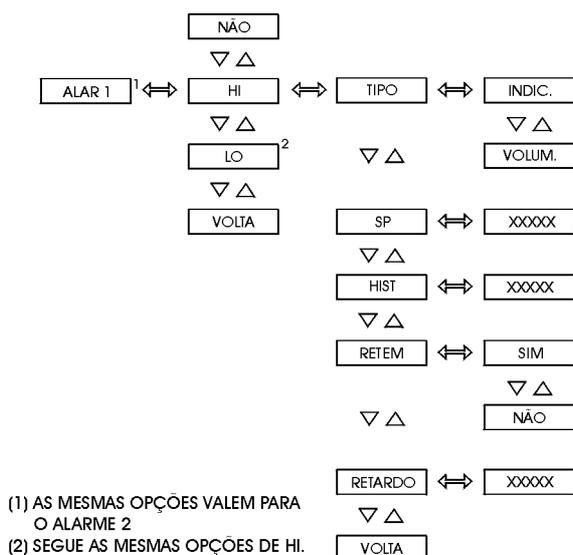 NÃO
ALAR 1 1 HI TIPO INDIC.
LO 2 VOLUM.
VOLTA SP XXXXX
HIST XXXXX
RETEM SIM
NÃO
RETARDO XXXXX
(1) AS MESMAS OPÇÕES VALEM PARA
O ALARME 2
(2) SEGUE AS MESMAS OPÇÕES DE HI.
VOLTA